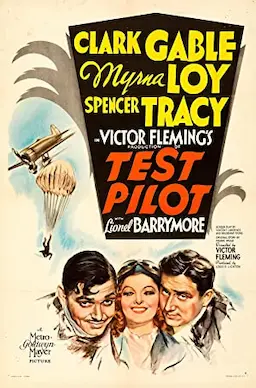 CLARK GABLE
Myrna LOY
SPENCER TRACY
IN VICTOR FLEMING'S
PRODUCTION OF
TEST
PILOT
WITH
Lionel BARRYMORE
Directed by
VICTOR
FLEMING
A
Metro-
Goldwyn-
Mayer
PICTURE